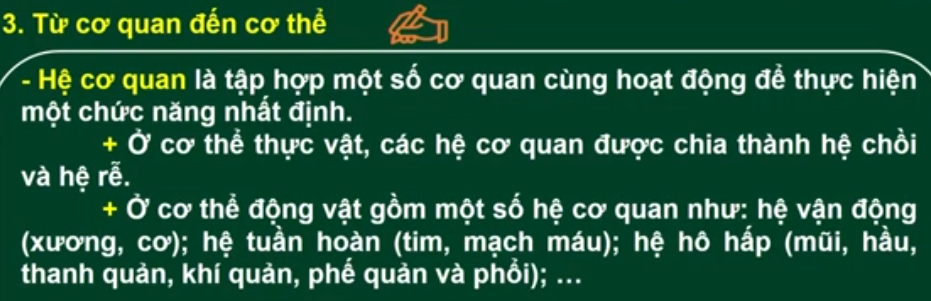 3. Từ cơ quan đến cơ thể
- Hệ cơ quan là tập hợp một số cơ quan cùng hoạt động để thực hiện
một chức năng nhất định.
+ Ở cơ thể thực vật, các hệ cơ quan được chia thành hệ chồi
và hệ rễ.
+ Ở cơ thể động vật gồm một số hệ cơ quan như: hệ vận động
(xương, cơ); hệ tuần hoàn (tim, mạch máu); hệ hô hấp (mũi, hầu,
thanh quản, khí quản, phế quản và phổi); ...